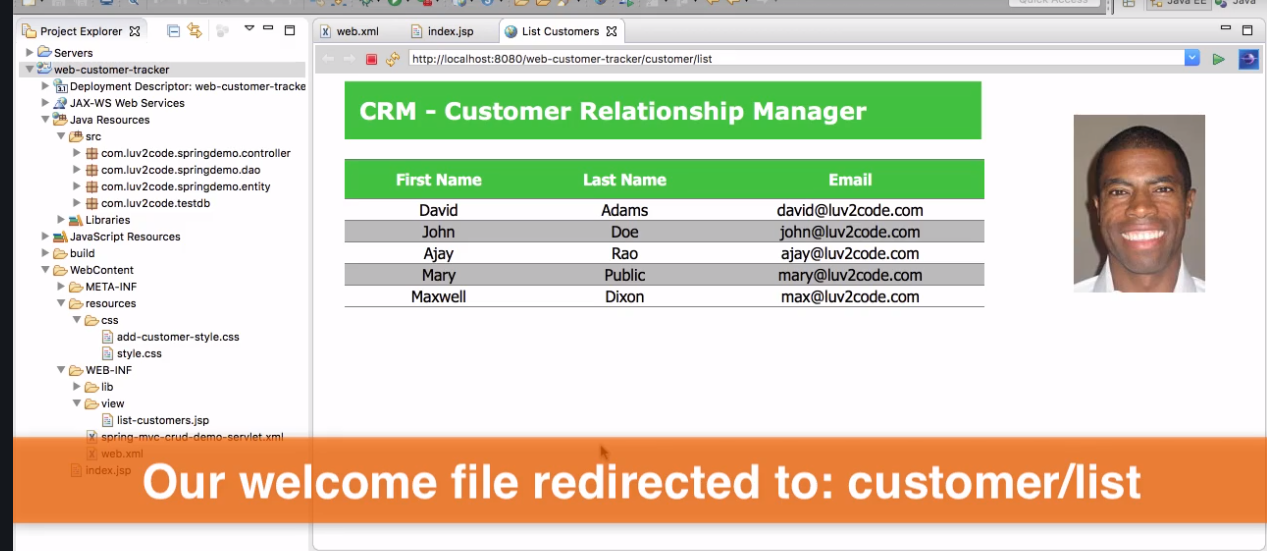 Quick Access
Java EE
Java
Project Explorer
web.xml
index.jsp
List Customers
http://localhost:8080/web-customer-tracker/customer/list
Servers
web-customer-tracker
Deployment Descriptor: web-customer-tracke
JAX-WS Web Services
Java Resources
src
com.luv2code.springdemo.controller
com.luv2code.springdemo.dao
com.luv2code.springdemo.entity
com.luv2code.testdb
Libraries
JavaScript Resources
build
WebContent
META-INF
resources
css
add-customer-style.css
style.css
WEB-INF
lib
view
list-customers.jsp
spring-mvc-crud-demo-servlet.xml
web.xml
index.jsp
CRM - Customer Relationship Manager
First Name Last Name Email
David Adams david@luv2code.com
John Doe john@luv2code.com
Ajay Rao ajay@luv2code.com
Mary Public mary@luv2code.com
Maxwell Dixon max@luv2code.com
Our welcome file redirected to: customer/list